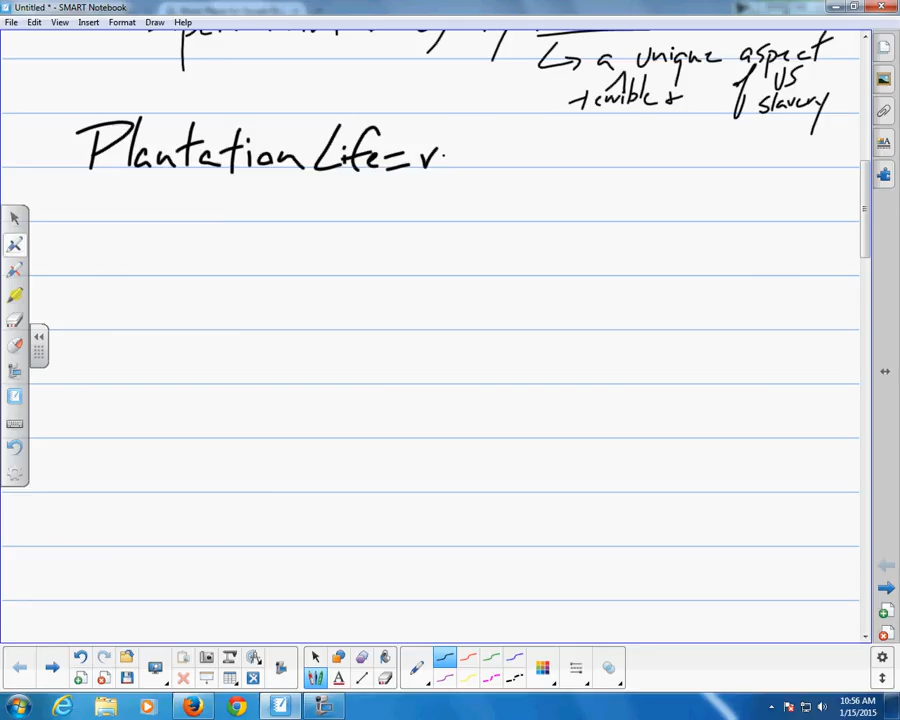 Untitled * - SMART Notebook
File Edit View Insert Format Draw Help
↳ a unique aspect
terrible & of US
slavery
Plantation Life = v
10:56 AM
1/15/2015